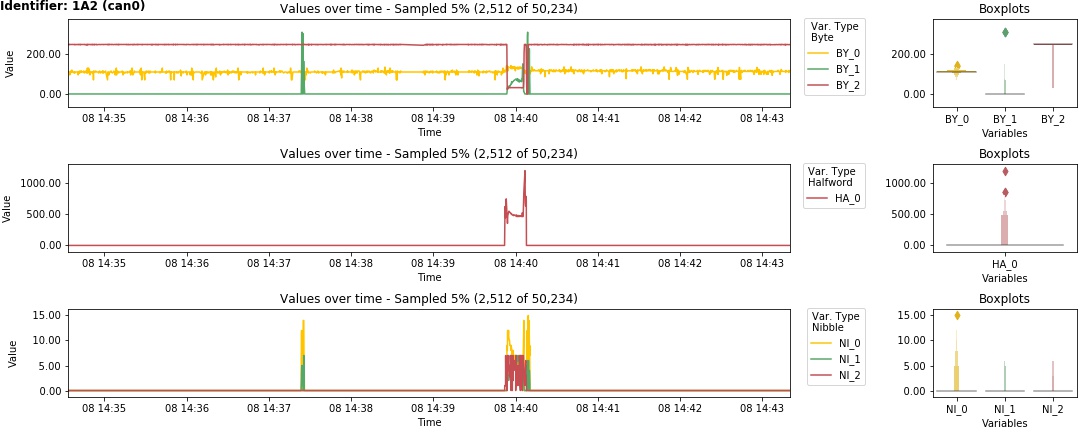 Identifier: 1A2 (can0)
Values over time - Sampled 5% (2,512 of 50,234)
Value
200.00
0.00
08 14:35 08 14:36 08 14:37 08 14:38 08 14:39 08 14:40 08 14:41 08 14:42 08 14:43
Time
Var. Type
Byte
BY_0
BY_1
BY_2
Boxplots
200.00
0.00
BY_0 BY_1 BY_2
Variables
Values over time - Sampled 5% (2,512 of 50,234)
Value
1000.00
500.00
0.00
08 14:35 08 14:36 08 14:37 08 14:38 08 14:39 08 14:40 08 14:41 08 14:42 08 14:43
Time
Var. Type
Halfword
HA_0
Boxplots
1000.00
500.00
0.00
HA_0
Variables
Values over time - Sampled 5% (2,512 of 50,234)
Value
15.00
10.00
5.00
0.00
08 14:35 08 14:36 08 14:37 08 14:38 08 14:39 08 14:40 08 14:41 08 14:42 08 14:43
Time
Var. Type
Nibble
NI_0
NI_1
NI_2
Boxplots
15.00
10.00
5.00
0.00
NI_0 NI_1 NI_2
Variables